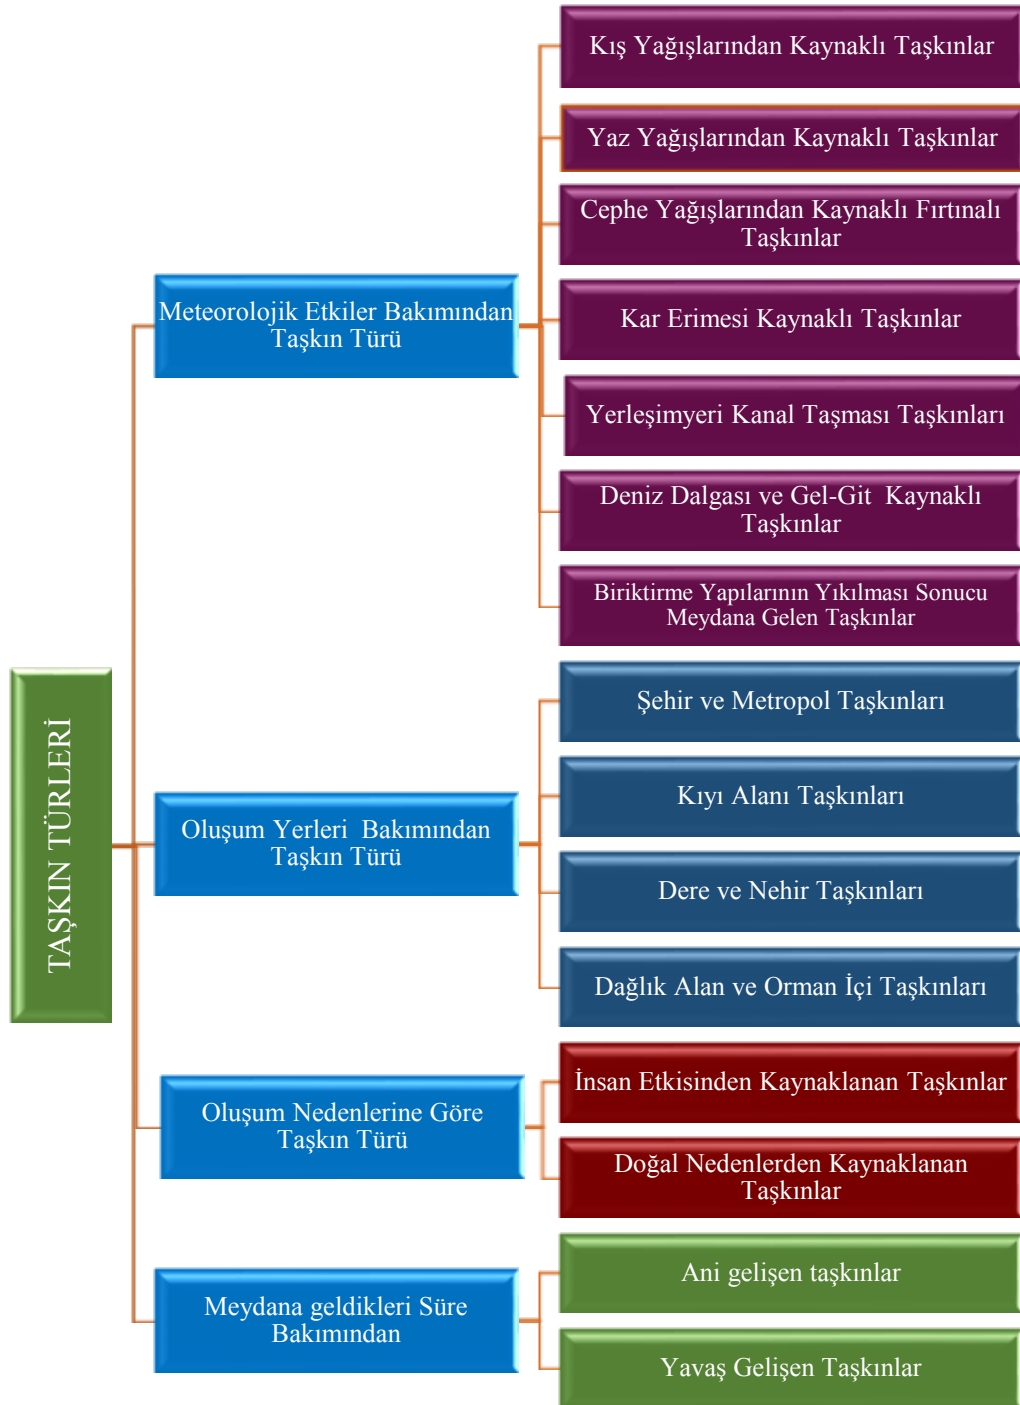 TAŞKIN TÜRLERİ
Meteorolojik Etkiler Bakımından
Taşkın Türü
Kış Yağışlarından Kaynaklı Taşkınlar
Yaz Yağışlarından Kaynaklı Taşkınlar
Cephe Yağışlarından Kaynaklı Fırtınalı
Taşkınlar
Kar Erimesi Kaynaklı Taşkınlar
Yerleşimyeri Kanal Taşması Taşkınları
Deniz Dalgası ve Gel-Git Kaynaklı
Taşkınlar
Biriktirme Yapılarının Yıkılması Sonucu
Meydana Gelen Taşkınlar
Oluşum Yerleri Bakımından
Taşkın Türü
Şehir ve Metropol Taşkınları
Kıyı Alanı Taşkınları
Dere ve Nehir Taşkınları
Dağlık Alan ve Orman İçi Taşkınları
Oluşum Nedenlerine Göre
Taşkın Türü
İnsan Etkisinden Kaynaklanan Taşkınlar
Doğal Nedenlerden Kaynaklanan
Taşkınlar
Meydana geldikleri Süre
Bakımından
Ani gelişen taşkınlar
Yavaş Gelişen Taşkınlar